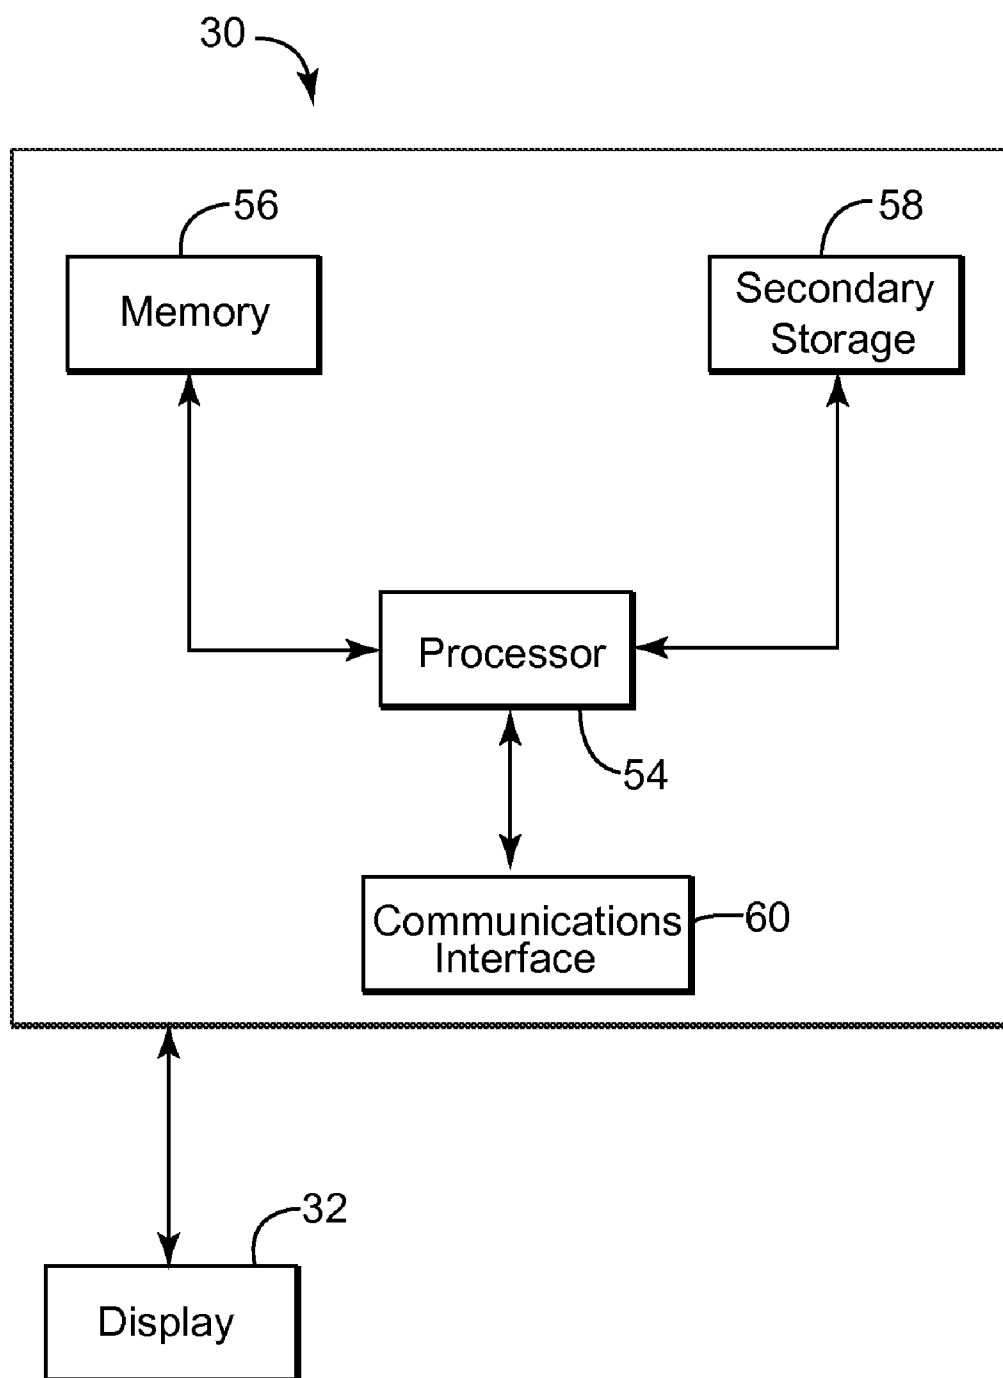 30
56
58
Memory
Secondary
Storage
Processor
54
Communications
Interface
60
32
Display